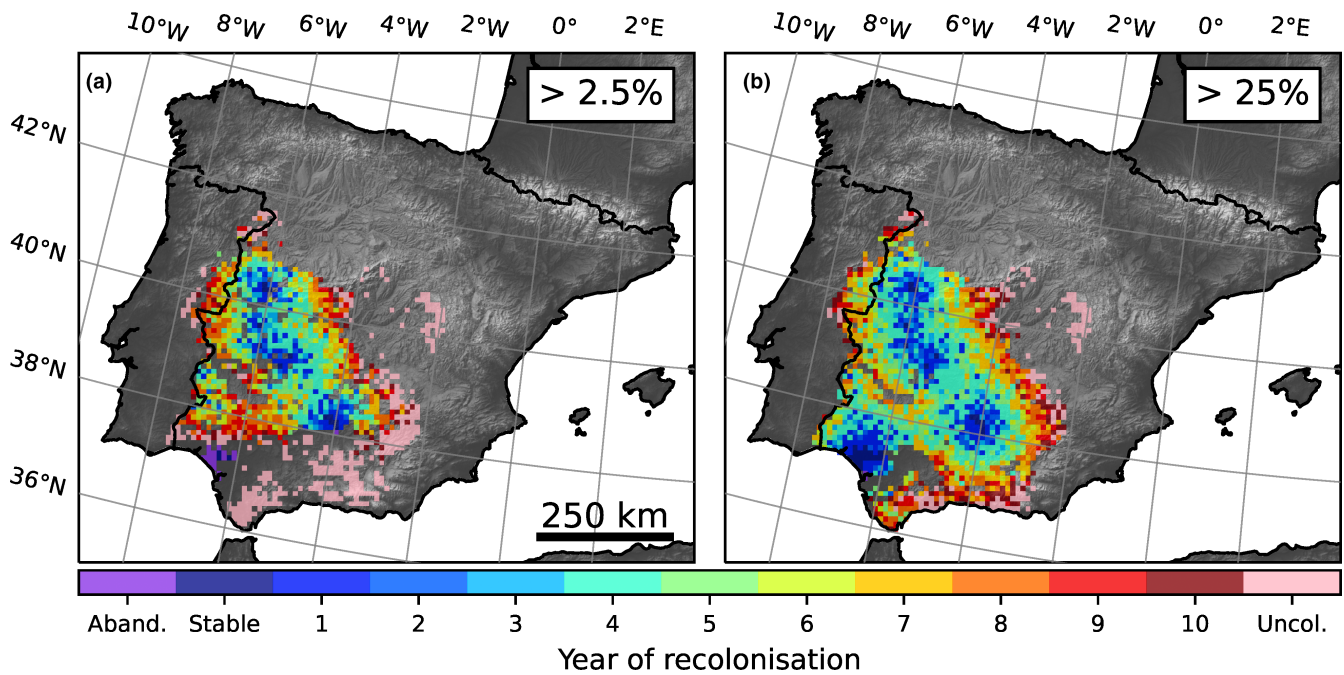 10°W 8°W 6°W 4°W 2°W 0° 2°E 10°W 8°W 6°W 4°W 2°W 0° 2°E
(a) > 2.5% (b) > 25%
42°N
40°N
38°N
36°N
250 km
Aband. Stable 1 2 3 4 5 6 7 8 9 10 Uncol.
Year of recolonisation